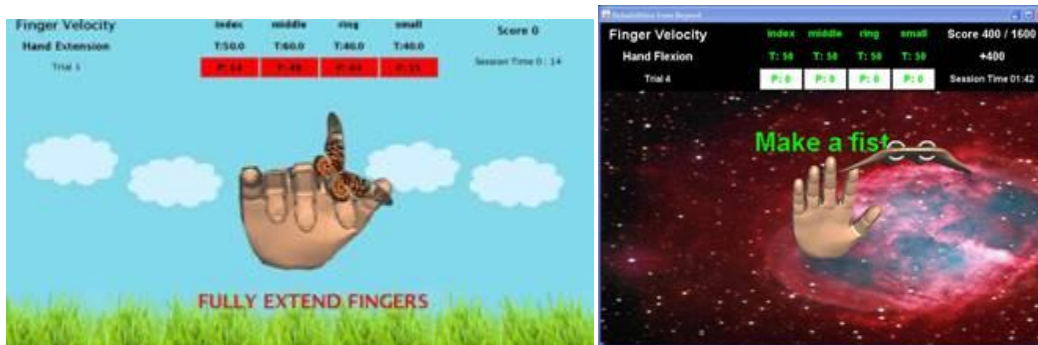 Finger Velocity index middle ring small Score 0
Hand Extension T:50.0 T:60.0 T:40.0 T:40.0
Trial 1 Session Time 0 : 14
FULLY EXTEND FINGERS
Finger Velocity index middle ring small Score 400 / 1600
Hand Flexion T: 50 T: 50 T: 50 T: 50 +400
Trial 4 P: 0 P: 0 P: 0 P: 0 Session Time 01:42
Make a fist